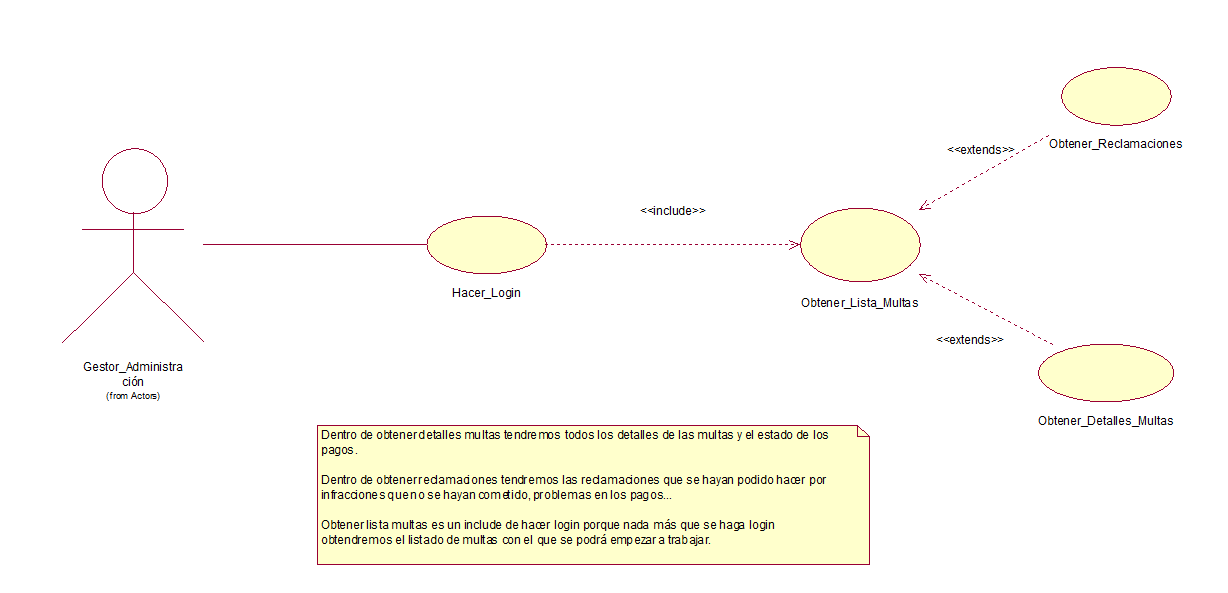 Obtener_Reclamaciones
<<extends>>
<<include>>
Hacer_Login
Obtener_Lista_Multas
<<extends>>
Gestor_Administra
ción
(from Actors)
Obtener_Detalles_Multas
Dentro de obtener detalles multas tendremos todos los detalles de las multas y el estado de los
pagos.
Dentro de obtener reclamaciones tendremos las reclamaciones que se hayan podido hacer por
infracciones que no se hayan cometido, problemas en los pagos...
Obtener lista multas es un include de hacer login porque nada más que se haga login
obtendremos el listado de multas con el que se podrá empezar a trabajar.